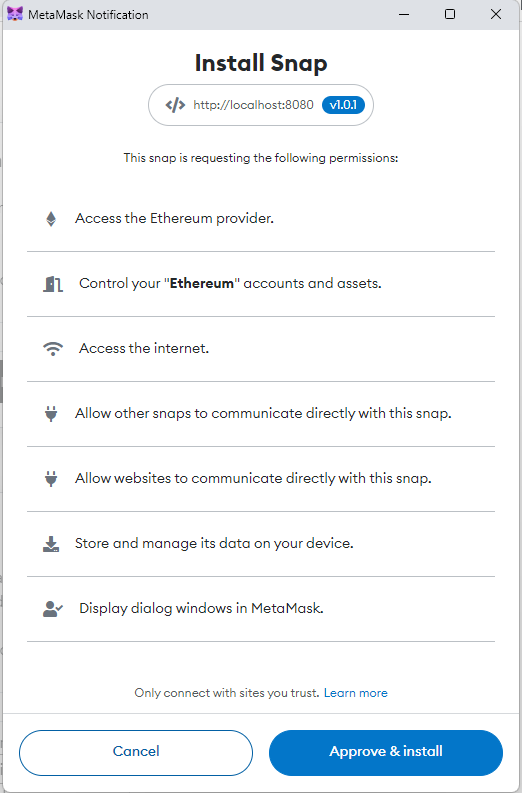 MetaMask Notification
Install Snap
http://localhost:8080 v1.0.1
This snap is requesting the following permissions:
Access the Ethereum provider.
Control your "Ethereum" accounts and assets.
Access the internet.
Allow other snaps to communicate directly with this snap.
Allow websites to communicate directly with this snap.
Store and manage its data on your device.
Display dialog windows in MetaMask.
Only connect with sites you trust. Learn more
Cancel Approve & install